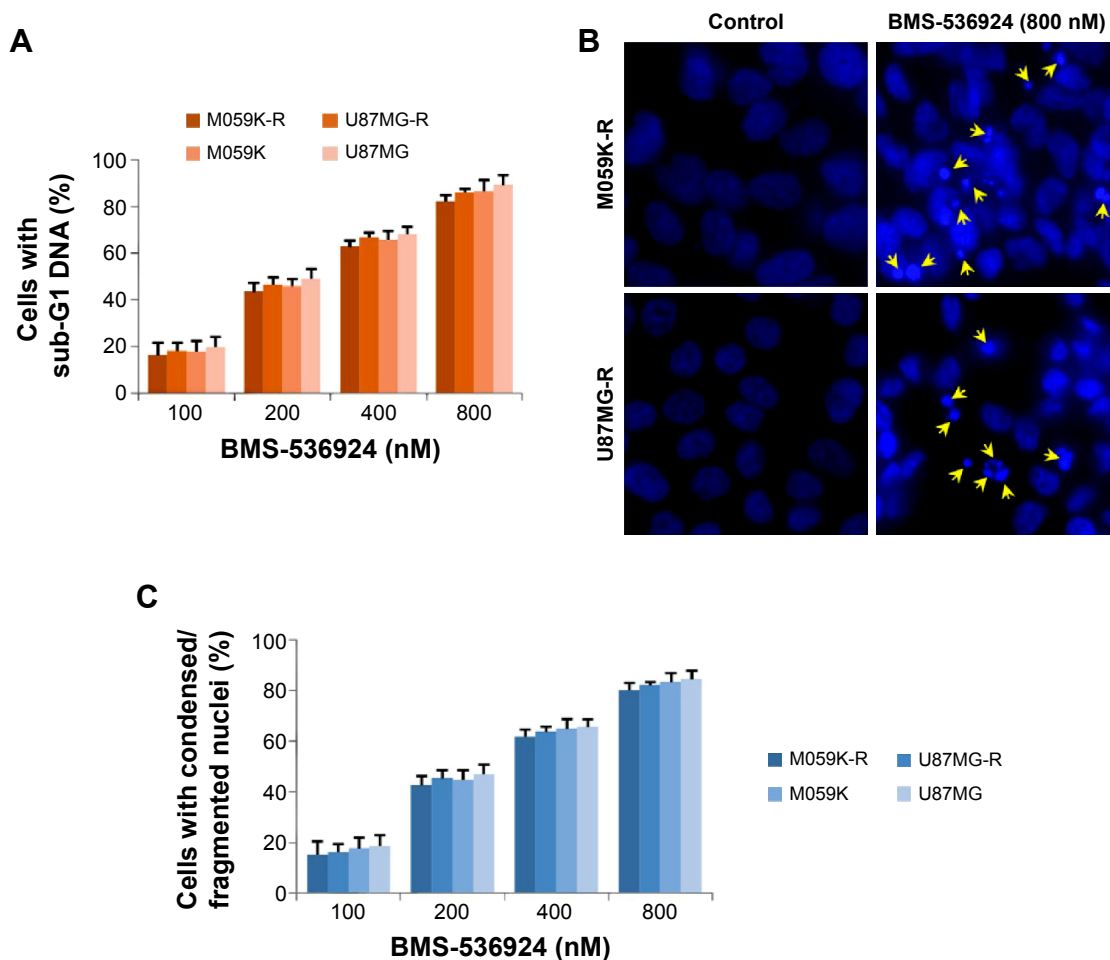 A
M059K-R
U87MG-R
M059K
U87MG
100
80
60
40
20
0
Cells with
sub-G1 DNA (%)
100
200
400
800
BMS-536924 (nM)
B
Control
BMS-536924 (800 nM)
M059K-R
U87MG-R
C
100
80
60
40
20
0
Cells with condensed/
fragmented nuclei (%)
100
200
400
800
BMS-536924 (nM)
M059K-R
U87MG-R
M059K
U87MG